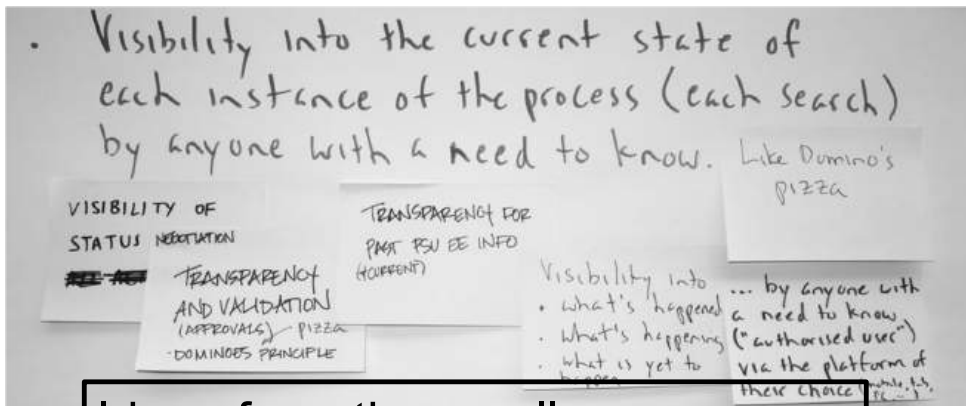 . Visibility into the current state of
each instance of the process (each search)
by anyone with a need to know.
Like Domino's
pizza
VISIBILITY OF
STATUS NEGOTIATION
TRANSPARENCY
AND VALIDATION
(APPROVALS) pizza
-DOMINOES PRINCIPLE
TRANSPARENCY FOR
PAST PSU EE INFO
(+CURRENT)
Visibility into
. what's happened
. what's happening
. what is yet to
... by anyone with
a need to know
("authorised user")
via the platform of
their choice